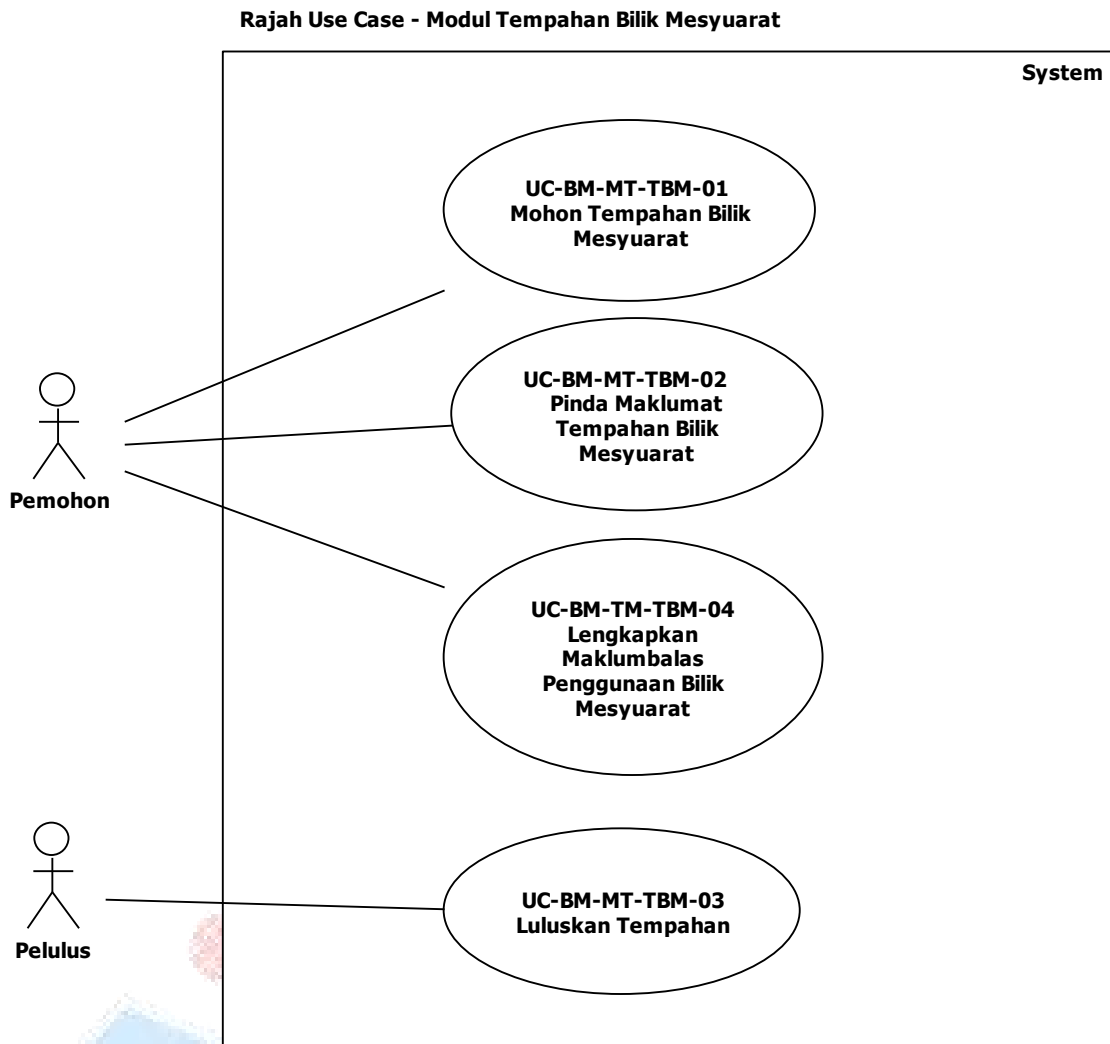 Rajah Use Case - Modul Tempahan Bilik Mesyuarat
System
UC-BM-MT-TBM-01
Mohon Tempahan Bilik
Mesyuarat
UC-BM-MT-TBM-02
Pinda Maklumat
Tempahan Bilik
Mesyuarat
Pemohon
UC-BM-TM-TBM-04
Lengkapkan
Maklumbalas
Penggunaan Bilik
Mesyuarat
UC-BM-MT-TBM-03
Luluskan Tempahan
Pelulus